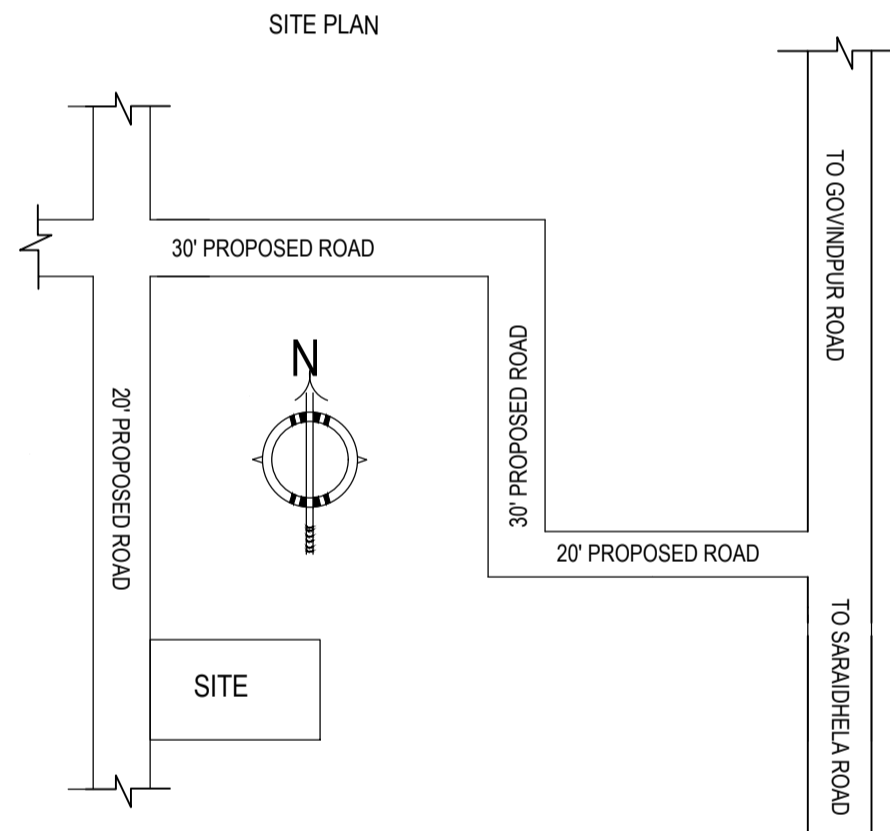 SITE PLAN
TO GOVINDPUR ROAD
30' PROPOSED ROAD
N
30' PROPOSED ROAD
20' PROPOSED ROAD
20' PROPOSED ROAD
SITE
TO SARAIDHELA ROAD